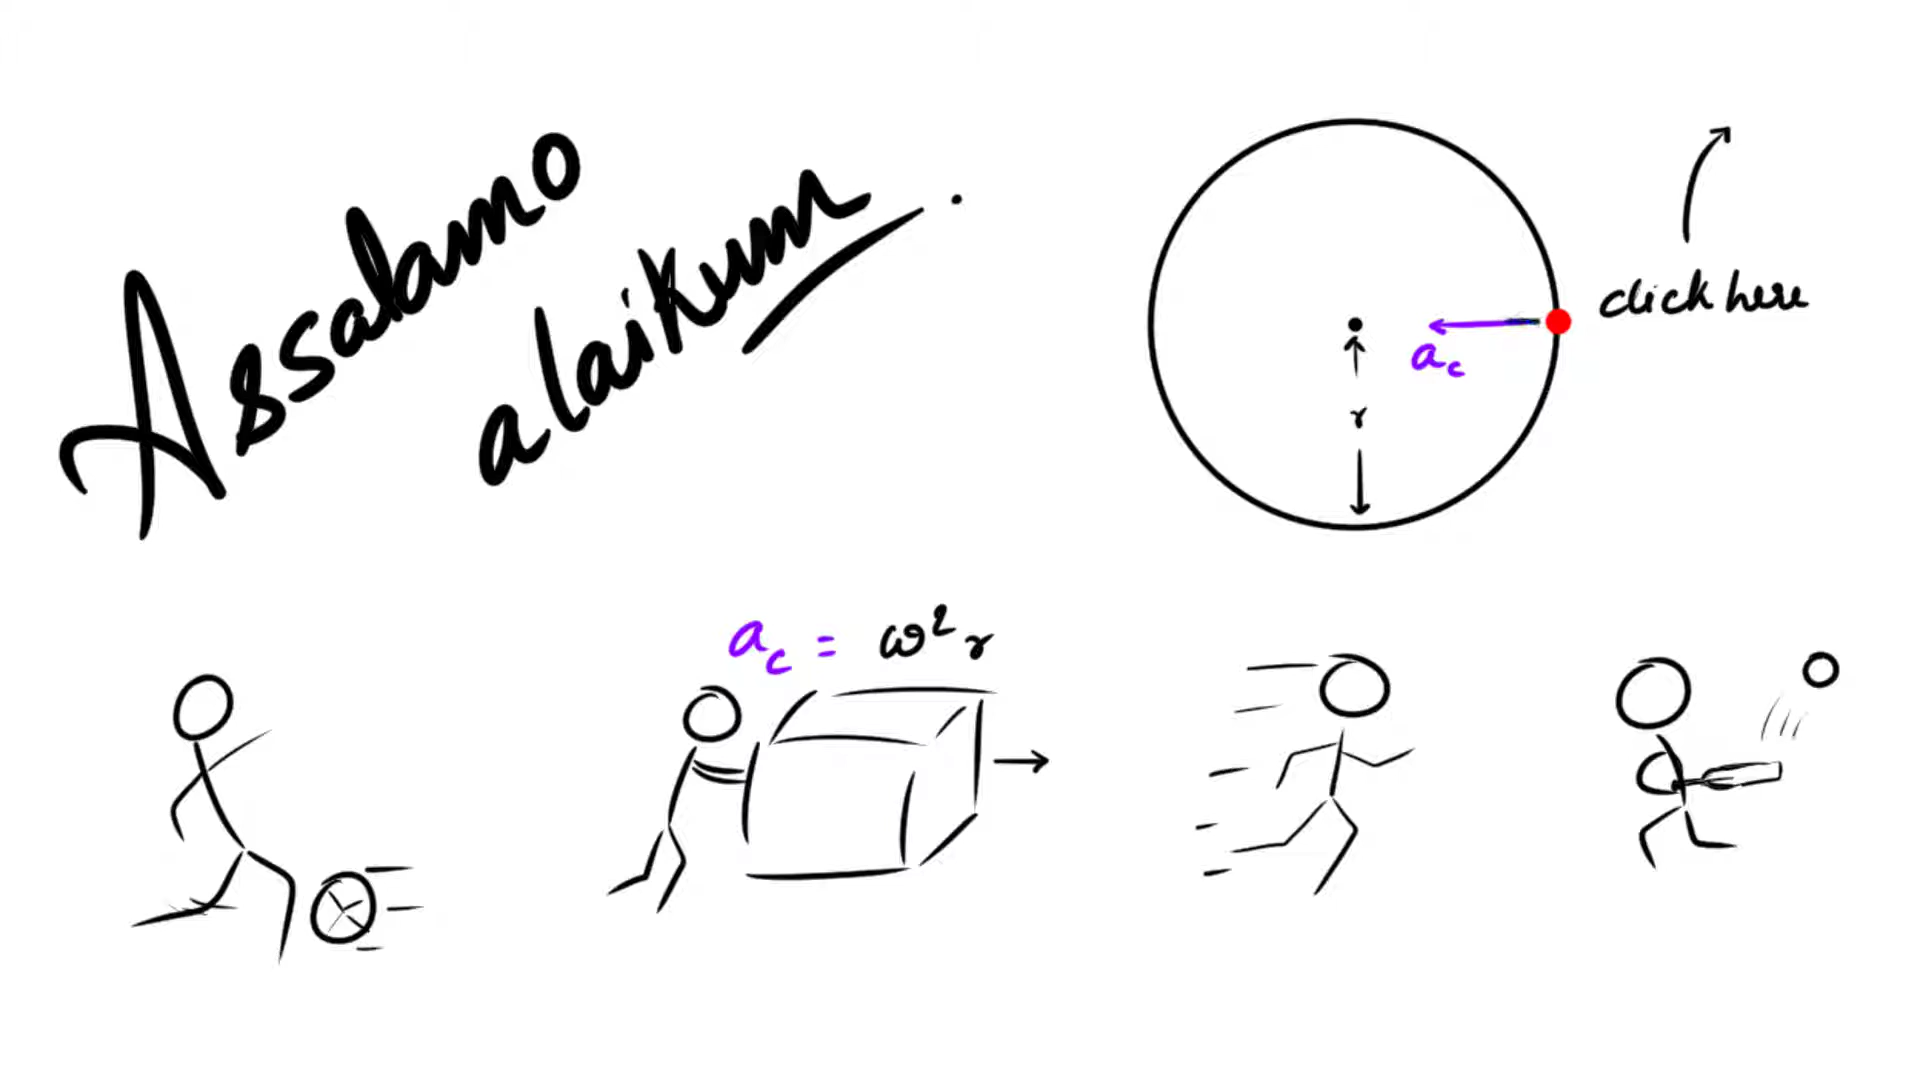 Assalamo
alaikum.
click here
a_c
r
a_c = ω²r